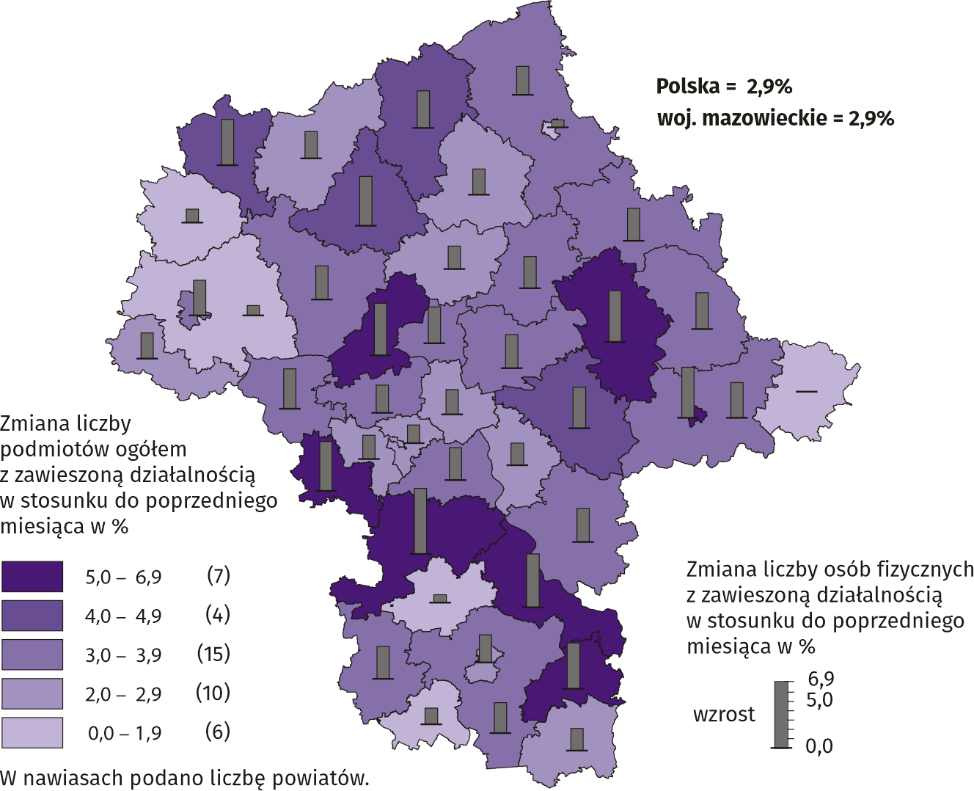 Polska = 2,9%
woj. mazowieckie = 2,9%
Zmiana liczby
podmiotów ogółem
z zawieszoną działalnością
w stosunku do poprzedniego
miesiąca w %
5,0 – 6,9 (7)
4,0 – 4,9 (4)
3,0 – 3,9 (15)
2,0 – 2,9 (10)
0,0 – 1,9 (6)
W nawiasach podano liczbę powiatów.
Zmiana liczby osób fizycznych
z zawieszoną działalnością
w stosunku do poprzedniego
miesiąca w %
6,9
5,0
wzrost
0,0